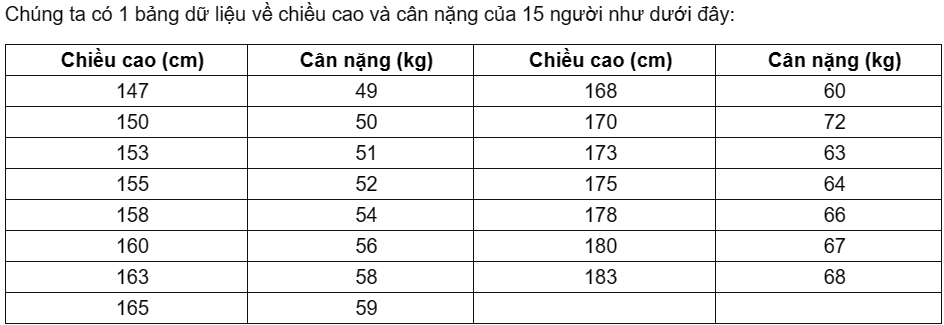 Chúng ta có 1 bảng dữ liệu về chiều cao và cân nặng của 15 người như dưới đây:
Chiều cao (cm) Cân nặng (kg) Chiều cao (cm) Cân nặng (kg)
147 49 168 60
150 50 170 72
153 51 173 63
155 52 175 64
158 54 178 66
160 56 180 67
163 58 183 68
165 59